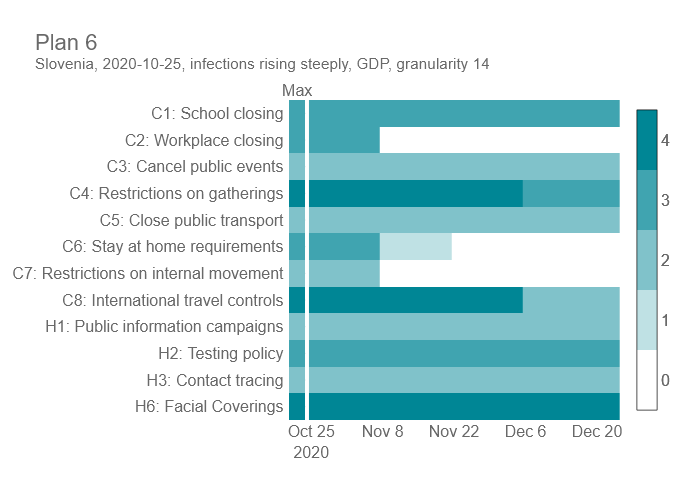 Plan 6
Slovenia, 2020-10-25, infections rising steeply, GDP, granularity 14
Max
C1: School closing
C2: Workplace closing
C3: Cancel public events
C4: Restrictions on gatherings
C5: Close public transport
C6: Stay at home requirements
C7: Restrictions on internal movement
C8: International travel controls
H1: Public information campaigns
H2: Testing policy
H3: Contact tracing
H6: Facial Coverings
4
3
2
1
0
Oct 25 Nov 8 Nov 22 Dec 6 Dec 20
2020